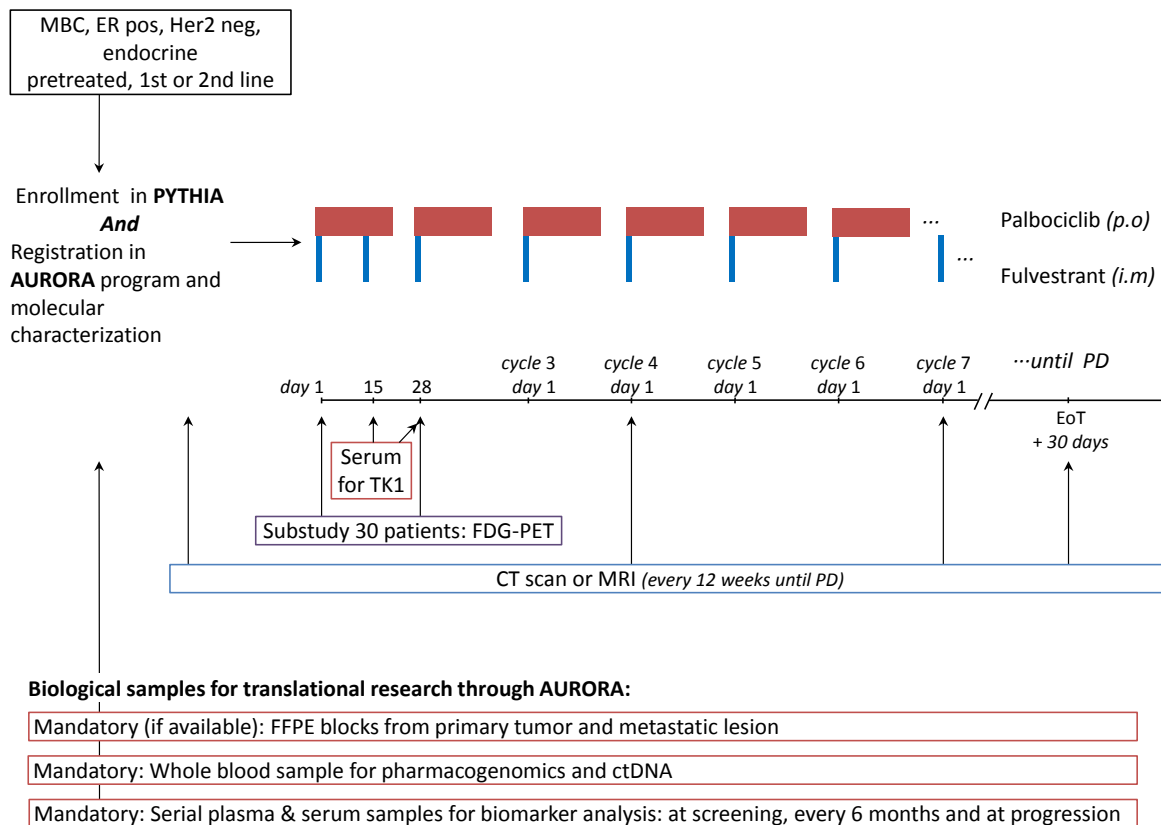 MBC, ER pos, Her2 neg,
endocrine
pretreated, 1st or 2nd line
Enrollment in PYTHIA
And
Registration in
AURORA program and
molecular
characterization
... Palbociclib (p.o)
... Fulvestrant (i.m)
cycle 3 cycle 4 cycle 5 cycle 6 cycle 7 ...until PD
day 1 15 28 day 1 day 1 day 1 day 1 day 1
EoT
+ 30 days
Serum
for TK1
Substudy 30 patients: FDG-PET
CT scan or MRI (every 12 weeks until PD)
Biological samples for translational research through AURORA:
Mandatory (if available): FFPE blocks from primary tumor and metastatic lesion
Mandatory: Whole blood sample for pharmacogenomics and ctDNA
Mandatory: Serial plasma & serum samples for biomarker analysis: at screening, every 6 months and at progression